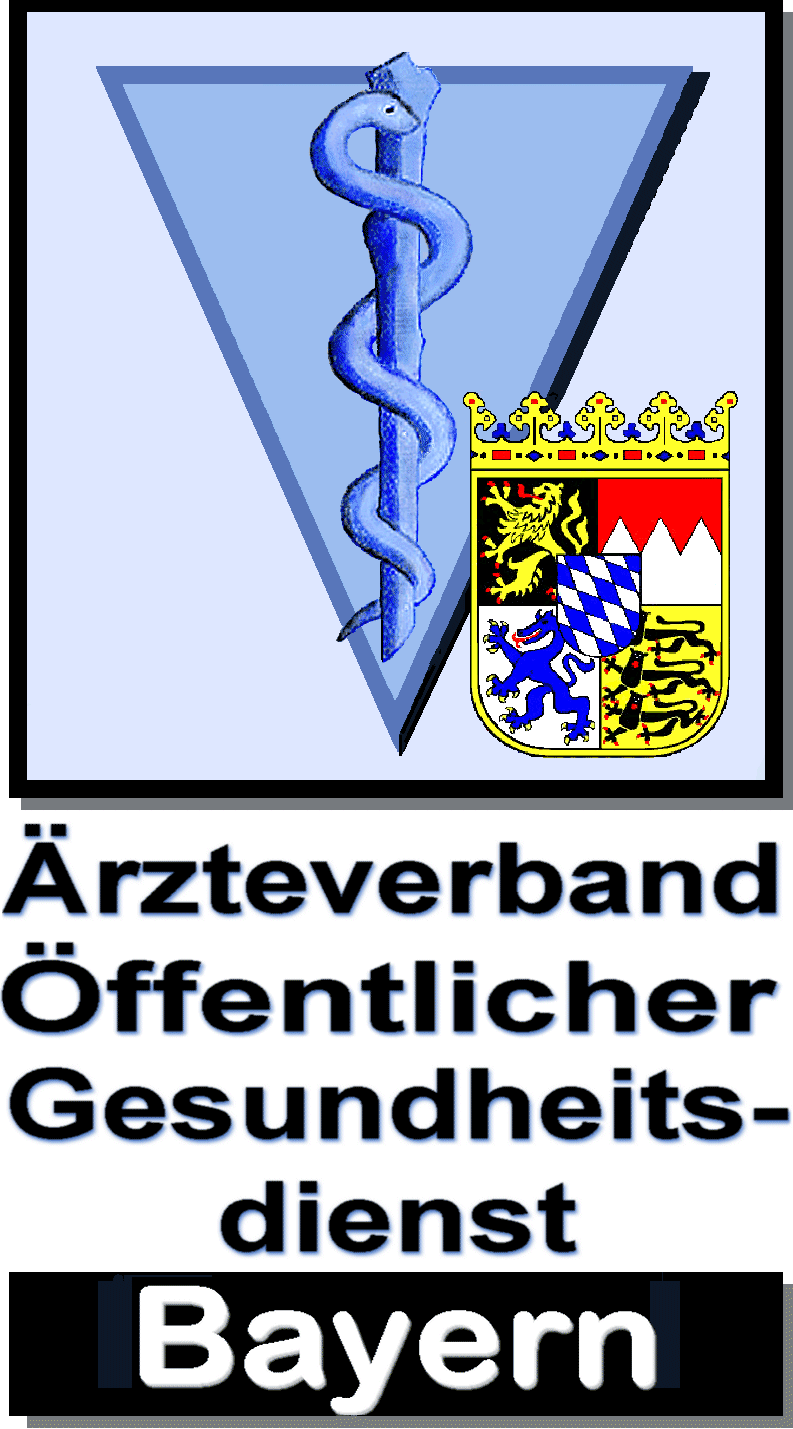 Ärzteverband
Öffentlicher
Gesundheits-
dienst
Bayern